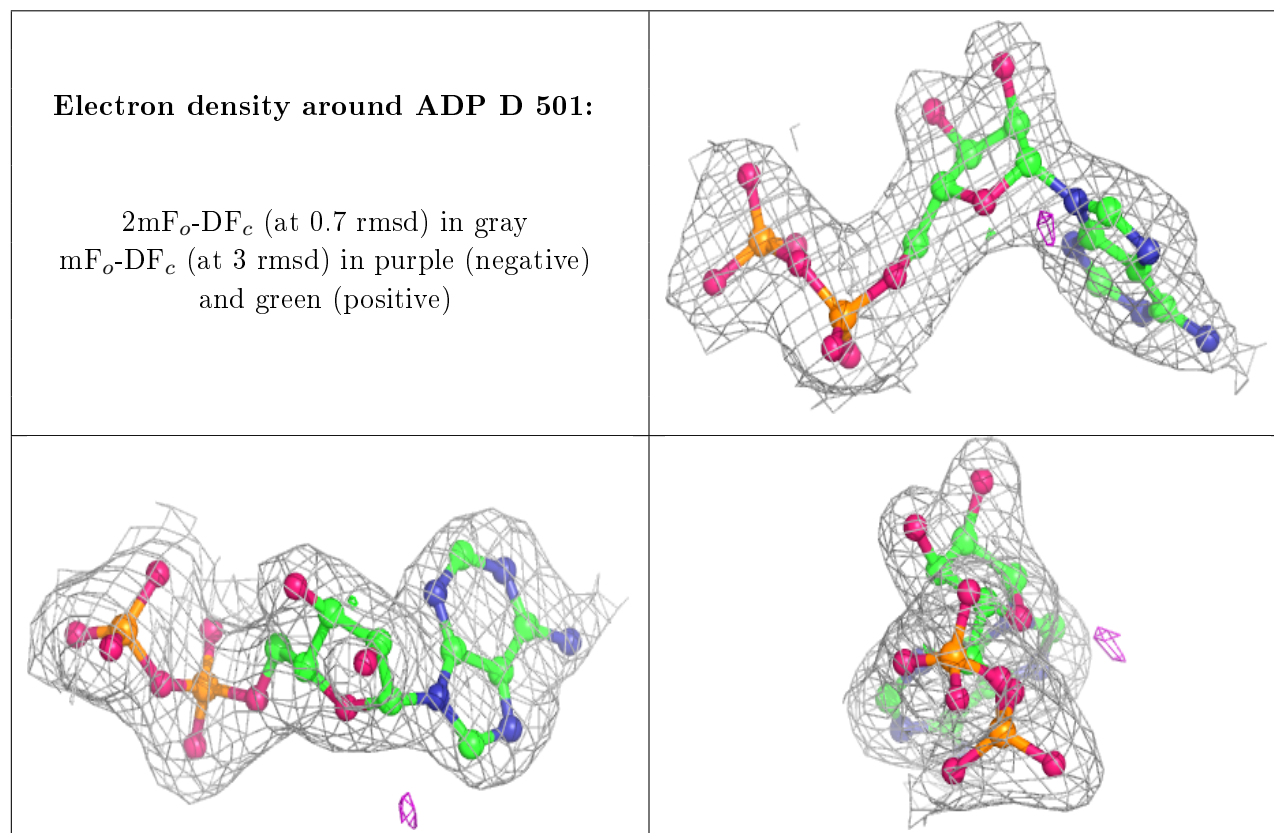 Electron density around ADP D 501:
2mFo-DFc (at 0.7 rmsd) in gray
mFo-DFc (at 3 rmsd) in purple (negative)
and green (positive)